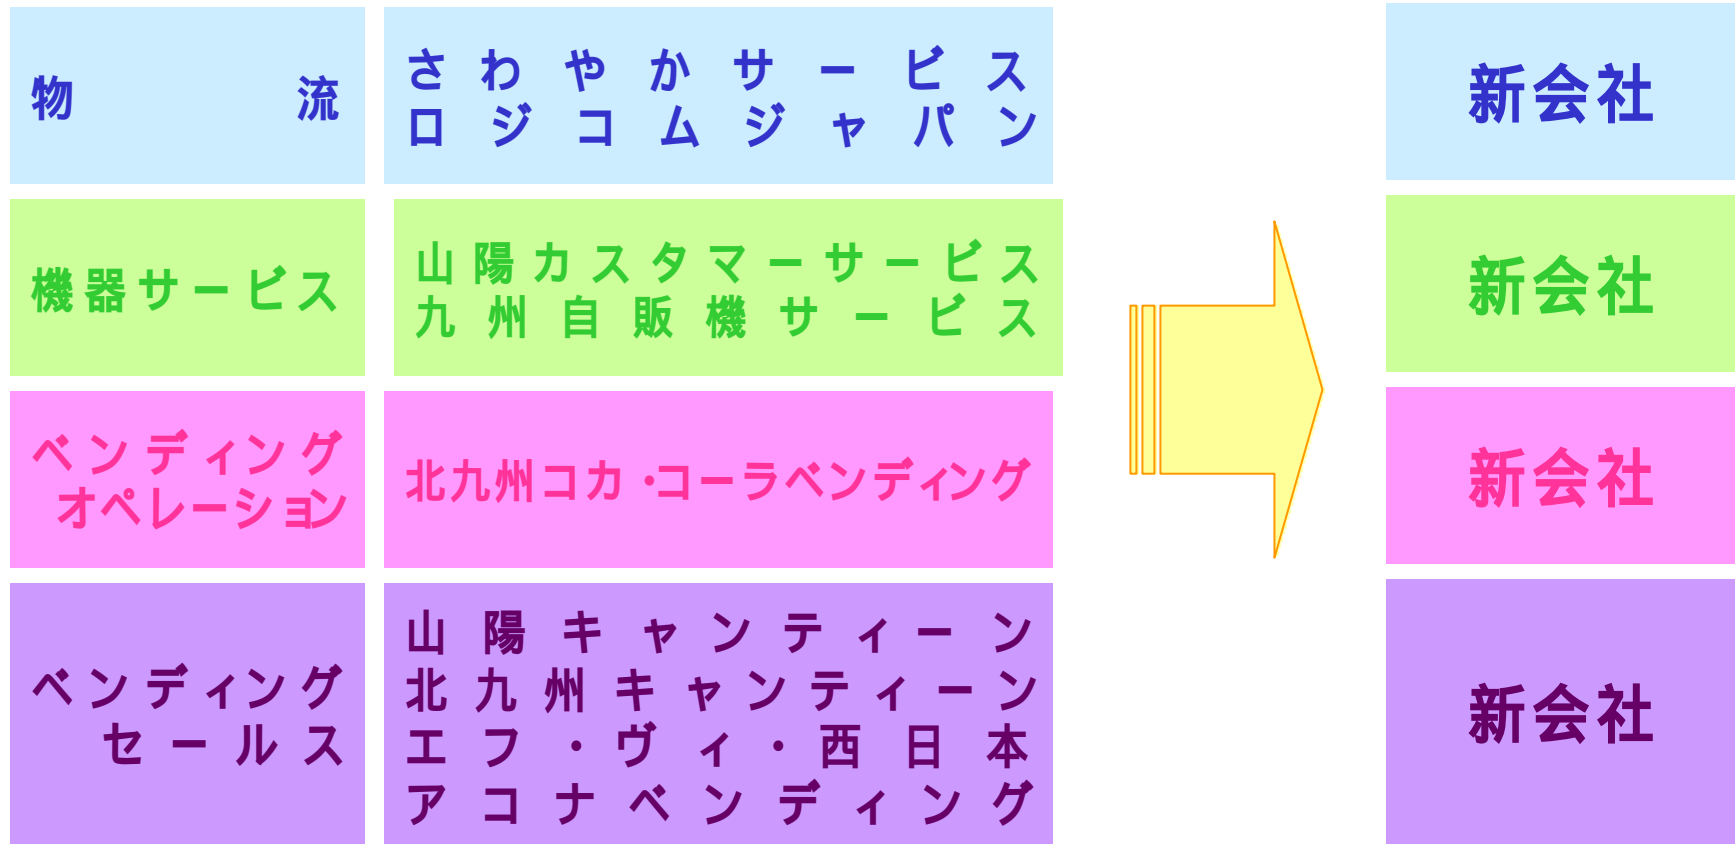 物流
さわやかサービス
ロジコムジャパン
新会社
機器サービス
山陽カスタマーサービス
九州自販機サービス
新会社
ベンディング
オペレーション
北九州コカ・コーラベンディング
新会社
ベンディング
セールス
山陽キャンティーン
北九州キャンティーン
エフ・ヴィ・西日本
アコナベンディング
新会社